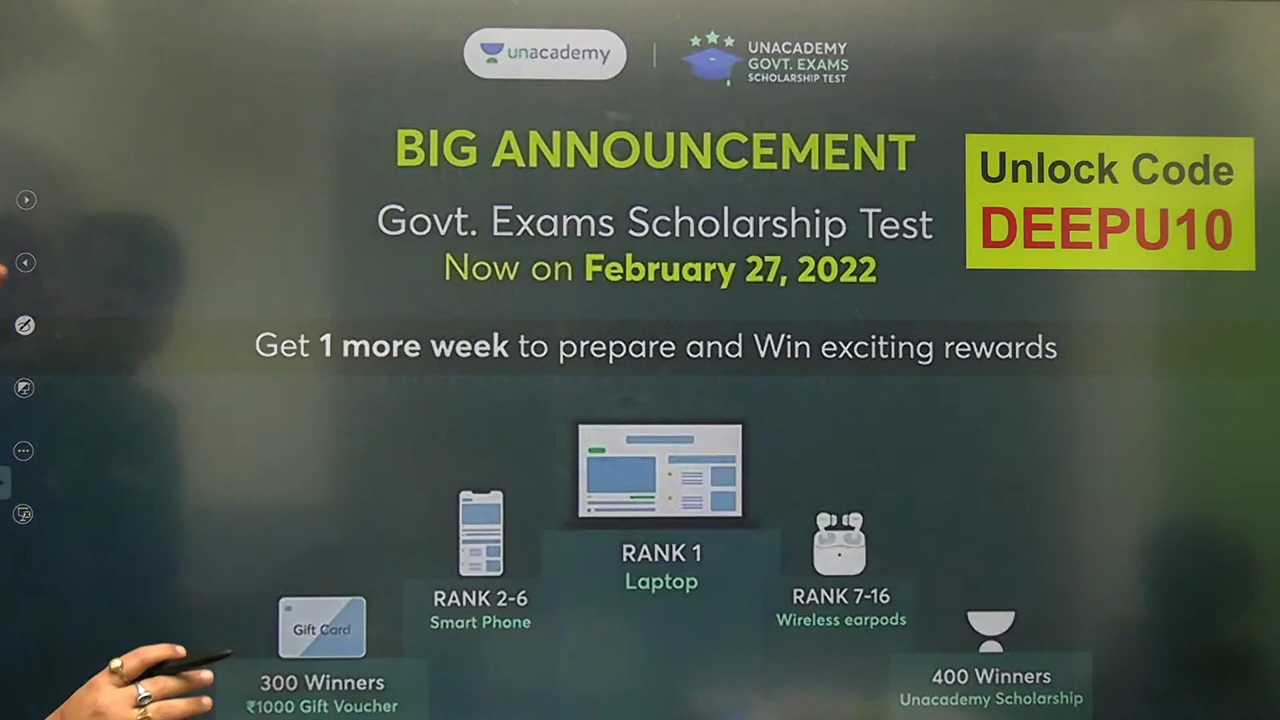 unacademy
UNACADEMY
GOVT. EXAMS
SCHOLARSHIP TEST
BIG ANNOUNCEMENT
Unlock Code
DEEPU10
Govt. Exams Scholarship Test
Now on February 27, 2022
Get 1 more week to prepare and Win exciting rewards
RANK 1
Laptop
RANK 2-6
Smart Phone
RANK 7-16
Wireless earpods
Gift Card
300 Winners
₹1000 Gift Voucher
400 Winners
Unacademy Scholarship